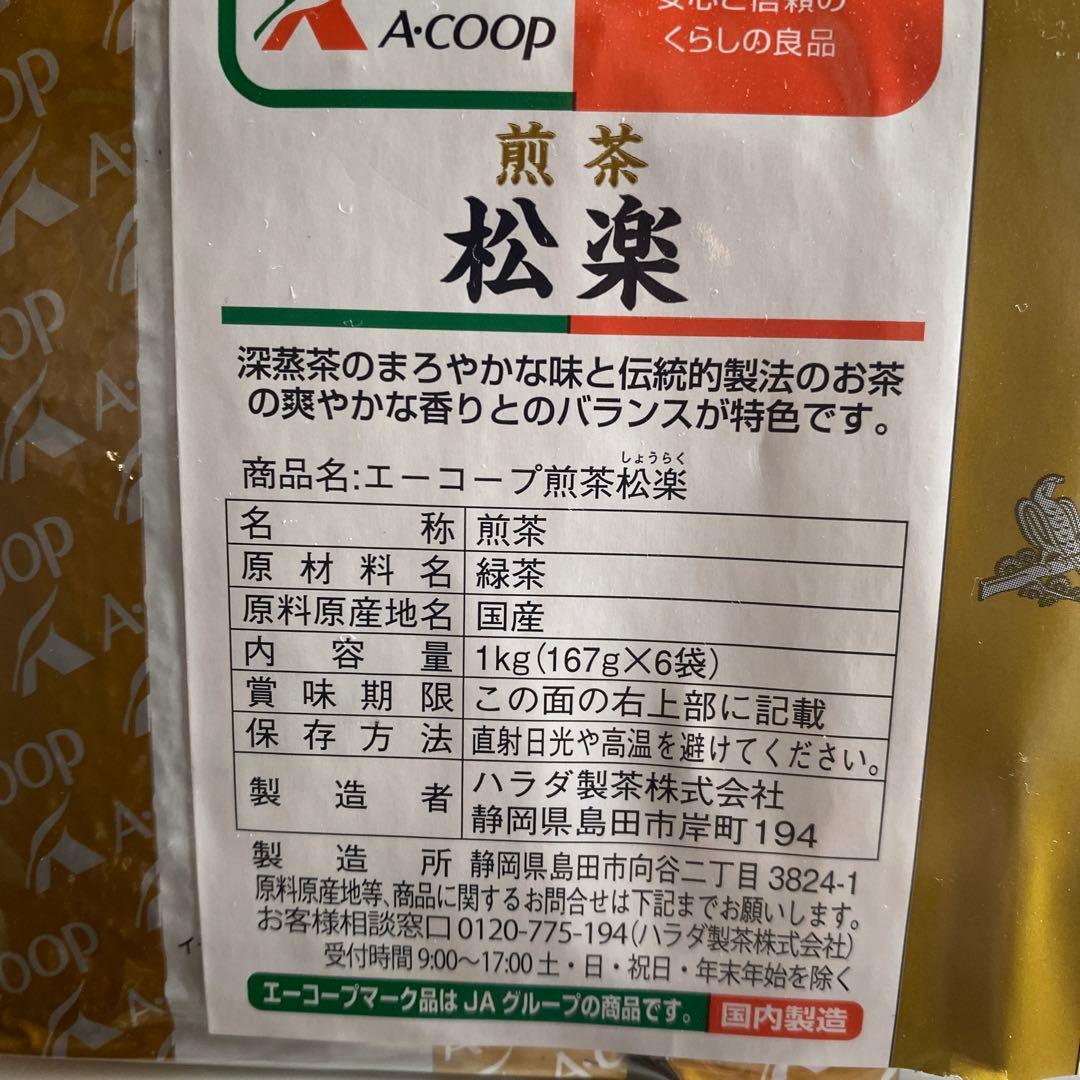 A·COOP
安心と信頼の
くらしの良品
煎茶
松楽
深蒸茶のまろやかな味と伝統的製法のお茶
の爽やかな香りとのバランスが特色です。
しょうらく
商品名:エーコープ煎茶松楽
名称 煎茶
原材料名 緑茶
原料原産地名 国産
内容量 1kg(167g×6袋)
賞味期限 この面の右上部に記載
保存方法 直射日光や高温を避けてください。
製造者 ハラダ製茶株式会社
静岡県島田市岸町194
製造所 静岡県島田市向谷二丁目3824-1
原料原産地等、商品に関するお問合せは下記までお願いします。
お客様相談窓口 0120-775-194(ハラダ製茶株式会社)
受付時間 9:00〜17:00 土・日・祝日・年末年始を除く
エーコープマーク品はJAグループの商品です。
国内製造